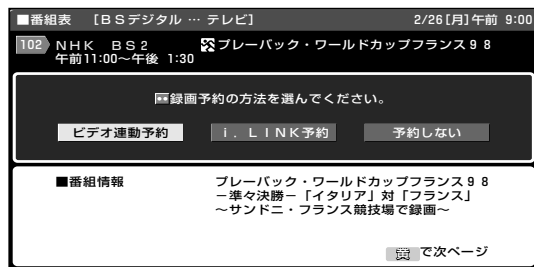 ■番組表 [BSデジタル … テレビ] 2/26[月]午前 9:00
102 NHK BS2 プレーバック・ワールドカップフランス98
午前11:00~午後 1:30
録画予約の方法を選んでください。
ビデオ連動予約 i.LINK予約 予約しない
■番組情報 プレーバック・ワールドカップフランス98
-準々決勝-「イタリア」対「フランス」
~サンドニ・フランス競技場で録画~
黄 で次ページ